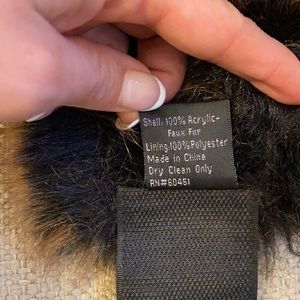 Shell: 100% Acrylic-
Faux Fur
Lining:100%Polyester
Made in China
Dry Clean Only
RN#60451